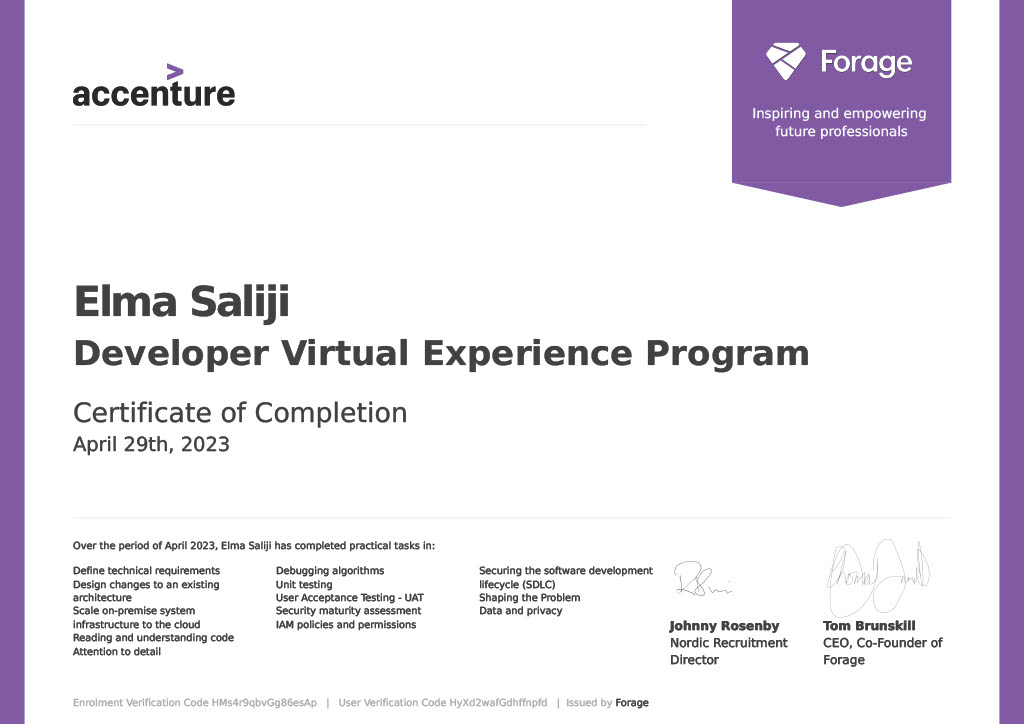 accenture
Forage
Inspiring and empowering
future professionals
Elma Saliji
Developer Virtual Experience Program
Certificate of Completion
April 29th, 2023
Over the period of April 2023, Elma Saliji has completed practical tasks in:
Define technical requirements
Design changes to an existing
architecture
Scale on-premise system
infrastructure to the cloud
Reading and understanding code
Attention to detail
Debugging algorithms
Unit testing
User Acceptance Testing - UAT
Security maturity assessment
IAM policies and permissions
Securing the software development
lifecycle (SDLC)
Shaping the Problem
Data and privacy
Johnny Rosenby
Nordic Recruitment
Director
Tom Brunskill
CEO, Co-Founder of
Forage
Enrolment Verification Code HMs4r9qbvGg86esAp | User Verification Code HyXd2wafGdhffnpfd | Issued by Forage